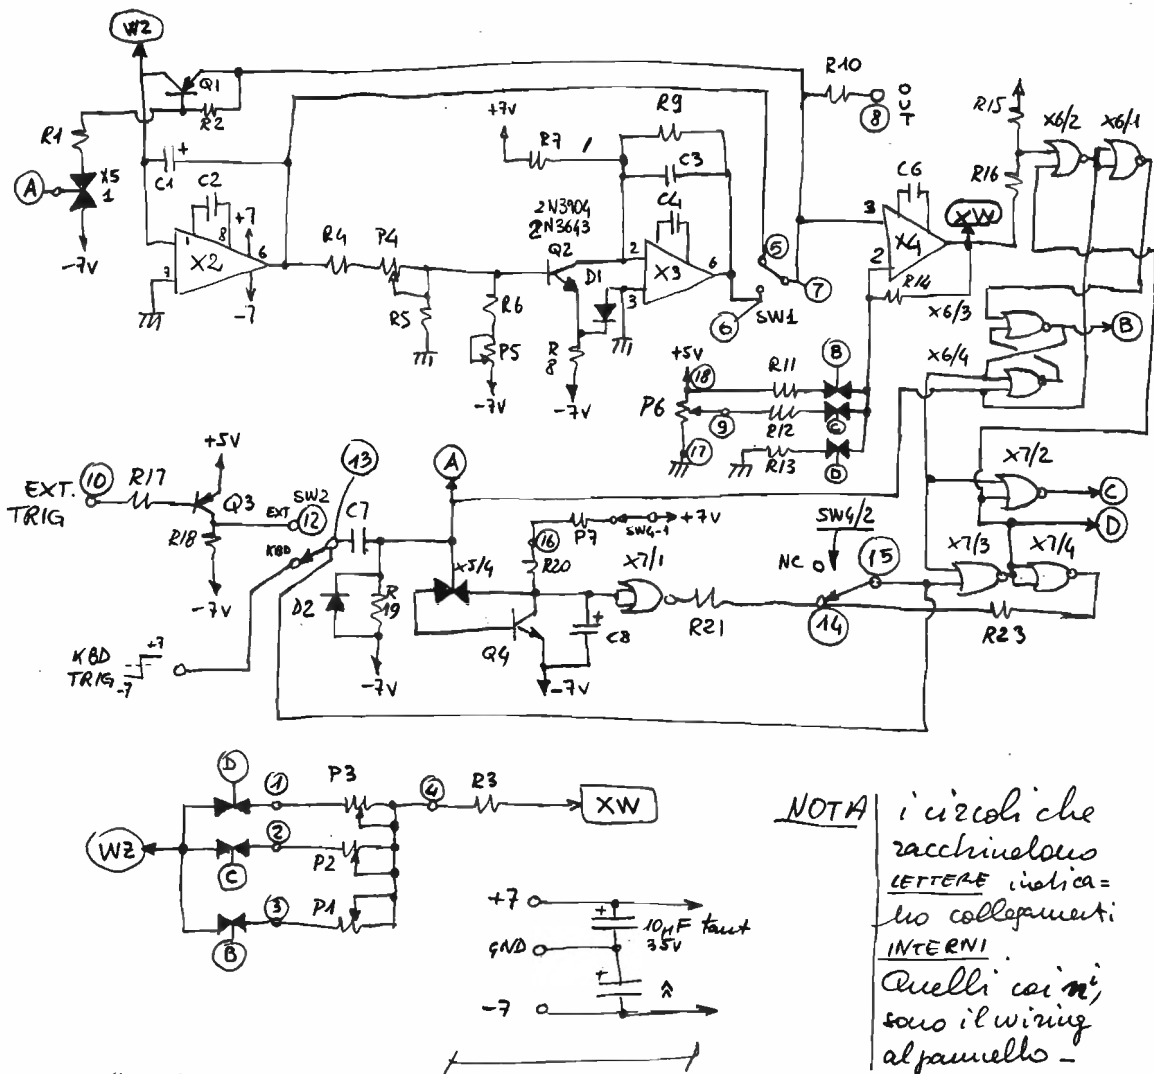 WZ
Q1
R2
R1
A
X5
1
-7V
+
C1
C2
+7
1
8
X2
6
7
-7
R4
P4
R5
R6
P5
-7V
+7V
R7
2N3904
2N3643
Q2
D1
R
8
-7V
R9
C3
C4
2
X3
6
3
5
7
6
SW1
R10
8
OUT
3
C6
X4
2
XW
R14
R15
R16
X6/2
X6/1
X6/3
B
X6/4
+5V
18
P6
9
17
R11
R12
R13
B
C
D
EXT.
TRIG
10
R17
+5V
Q3
R18
-7V
EXT
12
SW2
KBD
13
C7
D2
R
19
-7V
KBD
TRIG
+7
-7
A
X5/4
Q4
16
R20
P7
SW4-1
+7V
X7/1
+
C8
-7V
R21
SW4/2
NC
15
14
R23
X7/2
C
D
X7/3
X7/4
D
1
P3
4
R3
XW
WZ
2
P2
C
3
P1
B
+7
+
10µF tant
35V
GND
+
-7
NOTA
i circoli che
racchiudono
LETTERE indica=
no collegamenti
INTERNI
Quelli coi nⁱ,
sono il wiring
al pannello -